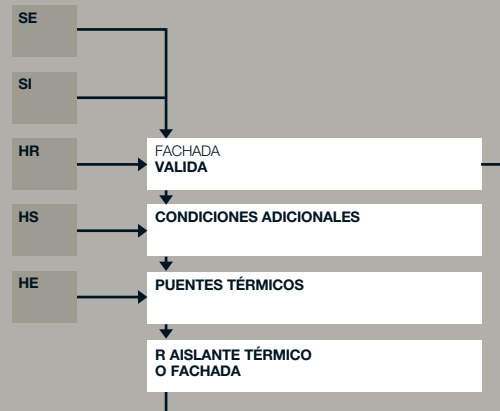 SE
SI
HR
FACHADA
VALIDA
HS
CONDICIONES ADICIONALES
HE
PUENTES TÉRMICOS
R AISLANTE TÉRMICO
O FACHADA